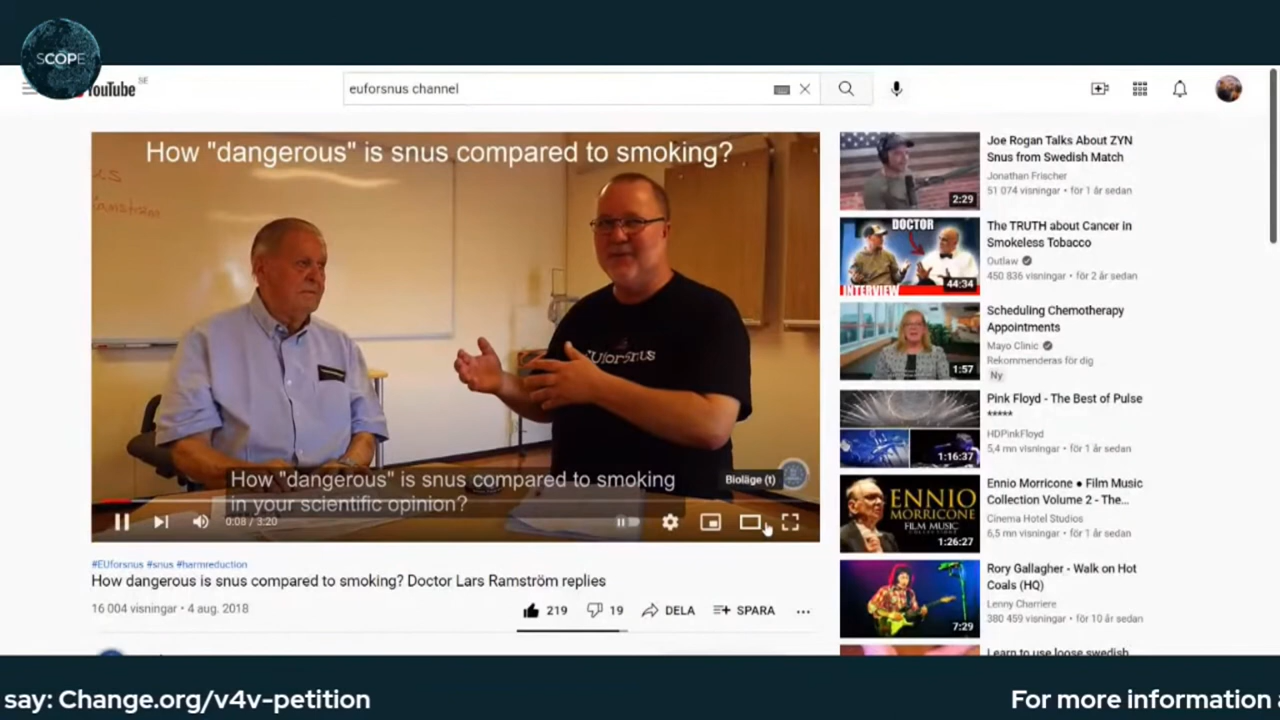 SCOPE
YouTube SE
euforsnus channel
How "dangerous" is snus compared to smoking?
EUforsnus
How "dangerous" is snus compared to smoking
in your scientific opinion?
Bioläge (t)
0:08 / 3:20
#EUforsnus #snus #harmreduction
How dangerous is snus compared to smoking? Doctor Lars Ramström replies
16 004 visningar • 4 aug. 2018
219
19
DELA
SPARA
Joe Rogan Talks About ZYN
Snus from Swedish Match
Jonathan Frischer
51 074 visningar • för 1 år sedan
2:29
DOCTOR
INTERVIEW
44:34
The TRUTH about Cancer in
Smokeless Tobacco
Outlaw
450 836 visningar • för 2 år sedan
Scheduling Chemotherapy
Appointments
Mayo Clinic
Rekommenderas för dig
Ny
1:57
Pink Floyd - The Best of Pulse
*****
HDPinkFloyd
5,4 mn visningar • för 1 år sedan
1:16:37
ENNIO
MORRICONE
FILM MUSIC
1:26:27
Ennio Morricone ● Film Music
Collection Volume 2 - The...
Cinema Hotel Studios
6,5 mn visningar • för 1 år sedan
Rory Gallagher - Walk on Hot
Coals (HQ)
Lenny Charriere
380 459 visningar • för 10 år sedan
7:29
Learn to use loose swedish
say: Change.org/v4v-petition
For more information